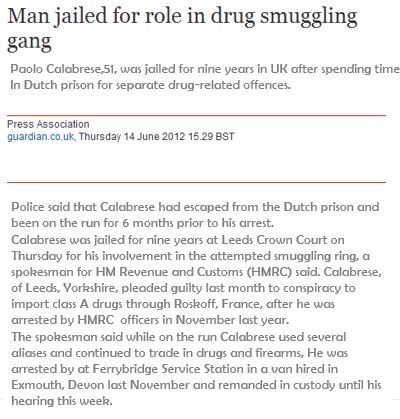 Man jailed for role in drug smuggling
gang
Paolo Calabrese,51, was jailed for nine years in UK after spending time
In Dutch prison for separate drug-related offences.
Press Association
guardian.co.uk, Thursday 14 June 2012 15.29 BST
Police said that Calabrese had escaped from the Dutch prison and
been on the run for 6 months prior to his arrest.
Calabrese was jailed for nine years at Leeds Crown Court on
Thursday for his involvement in the attempted smuggling ring, a
spokesman for HM Revenue and Customs (HMRC) said. Calabrese,
of Leeds, Yorkshire, pleaded guilty last month to conspiracy to
import class A drugs through Roskoff, France, after he was
arrested by HMRC  officers in November last year.
The spokesman said while on the run Calabrese used several
aliases and continued to trade in drugs and firearms, He was
arrested by at Ferrybridge Service Station in a van hired in
Exmouth, Devon last November and remanded in custody until his
hearing this week.